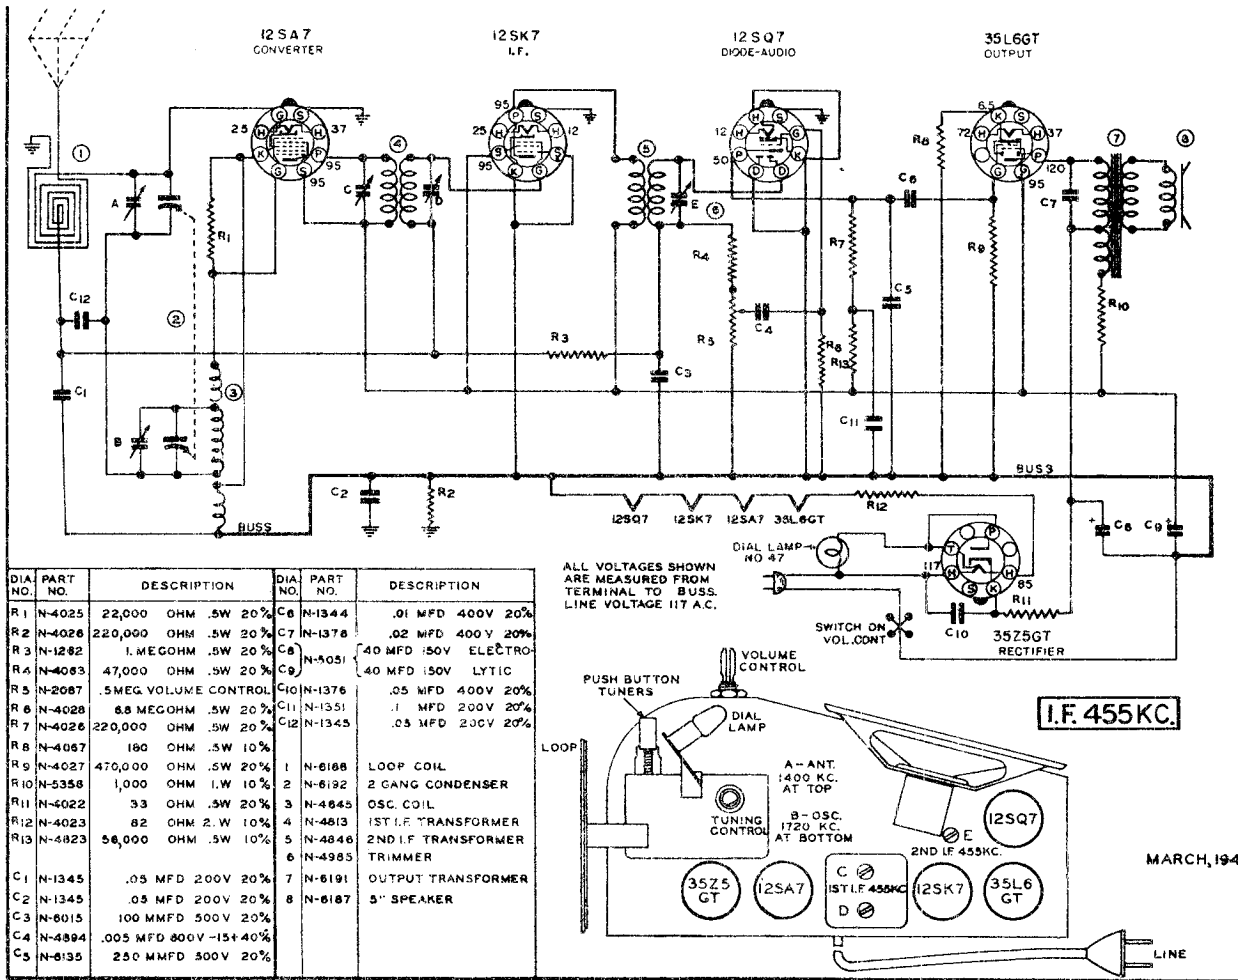 12SA7
CONVERTER
12SK7
I.F.
12SQ7
DIODE-AUDIO
35L6GT
OUTPUT
G S
25 H H 37
K P 95
G S
95
95 P S
25 H H 12
95 S S
K G
12 H S
G
50 P K
D D
6.5 K S
72 H H 37
P 120
G 95
1
A
R1
4
C
D
5
E
6
R8
7
8
C6
C7
R7
R9
R4
C5
R10
C12
2
R3
C4
R5
R6
R13
C3
C1
3
B
C11
C2
R2
BUSS
BUSS
12SQ7 12SK7 12SA7 35L6GT
R12
DIAL LAMP
NO 47
P
T
117 H H 85
K
R11
C10
35Z5GT
RECTIFIER
+ C8
C9 +
ALL VOLTAGES SHOWN
ARE MEASURED FROM
TERMINAL TO BUSS.
LINE VOLTAGE 117 A.C.
SWITCH ON
VOL.CONT
DIA. NO. PART NO. DESCRIPTION
R1 N-4025 22,000 OHM .5W 20%
R2 N-4026 220,000 OHM .5W 20%
R3 N-1282 1. MEGOHM .5W 20%
R4 N-4063 47,000 OHM .5W 20%
R5 N-2087 .5MEG. VOLUME CONTROL
R6 N-4028 6.8 MEGOHM .5W 20%
R7 N-4026 220,000 OHM .5W 20%
R8 N-4067 180 OHM .5W 10%
R9 N-4027 470,000 OHM .5W 20%
R10 N-5358 1,000 OHM 1.W 10%
R11 N-4022 33 OHM .5W 20%
R12 N-4023 82 OHM 2.W 10%
R13 N-4823 56,000 OHM .5W 10%
C1 N-1345 .05 MFD 200V 20%
C2 N-1345 .05 MFD 200V 20%
C3 N-6015 100 MMFD 500V 20%
C4 N-4894 .005 MFD 600V -15+40%
C5 N-6135 250 MMFD 500V 20%
DIA. NO. PART NO. DESCRIPTION
C6 N-1344 .01 MFD 400V 20%
C7 N-1378 .02 MFD 400V 20%
C8 N-5051 40 MFD 150V ELECTRO-
C9 40 MFD 150V LYTIC
C10 N-1376 .05 MFD 400V 20%
C11 N-1351 .1 MFD 200V 20%
C12 N-1345 .05 MFD 200V 20%
1 N-6188 LOOP COIL
2 N-6192 2 GANG CONDENSER
3 N-4845 OSC. COIL
4 N-4813 1ST I.F. TRANSFORMER
5 N-4846 2ND I.F. TRANSFORMER
6 N-4985 TRIMMER
7 N-6191 OUTPUT TRANSFORMER
8 N-6187 5" SPEAKER
VOLUME
CONTROL
PUSH BUTTON
TUNERS
DIAL
LAMP
LOOP
I.F. 455KC.
A-ANT.
1400 KC.
AT TOP
B-OSC.
1720 KC.
AT BOTTOM
TUNING
CONTROL
12SQ7
E
2ND I.F. 455KC.
35Z5
GT
12SA7
C
1ST I.F. 455KC
D
12SK7
35L6
GT
MARCH, 194
LINE